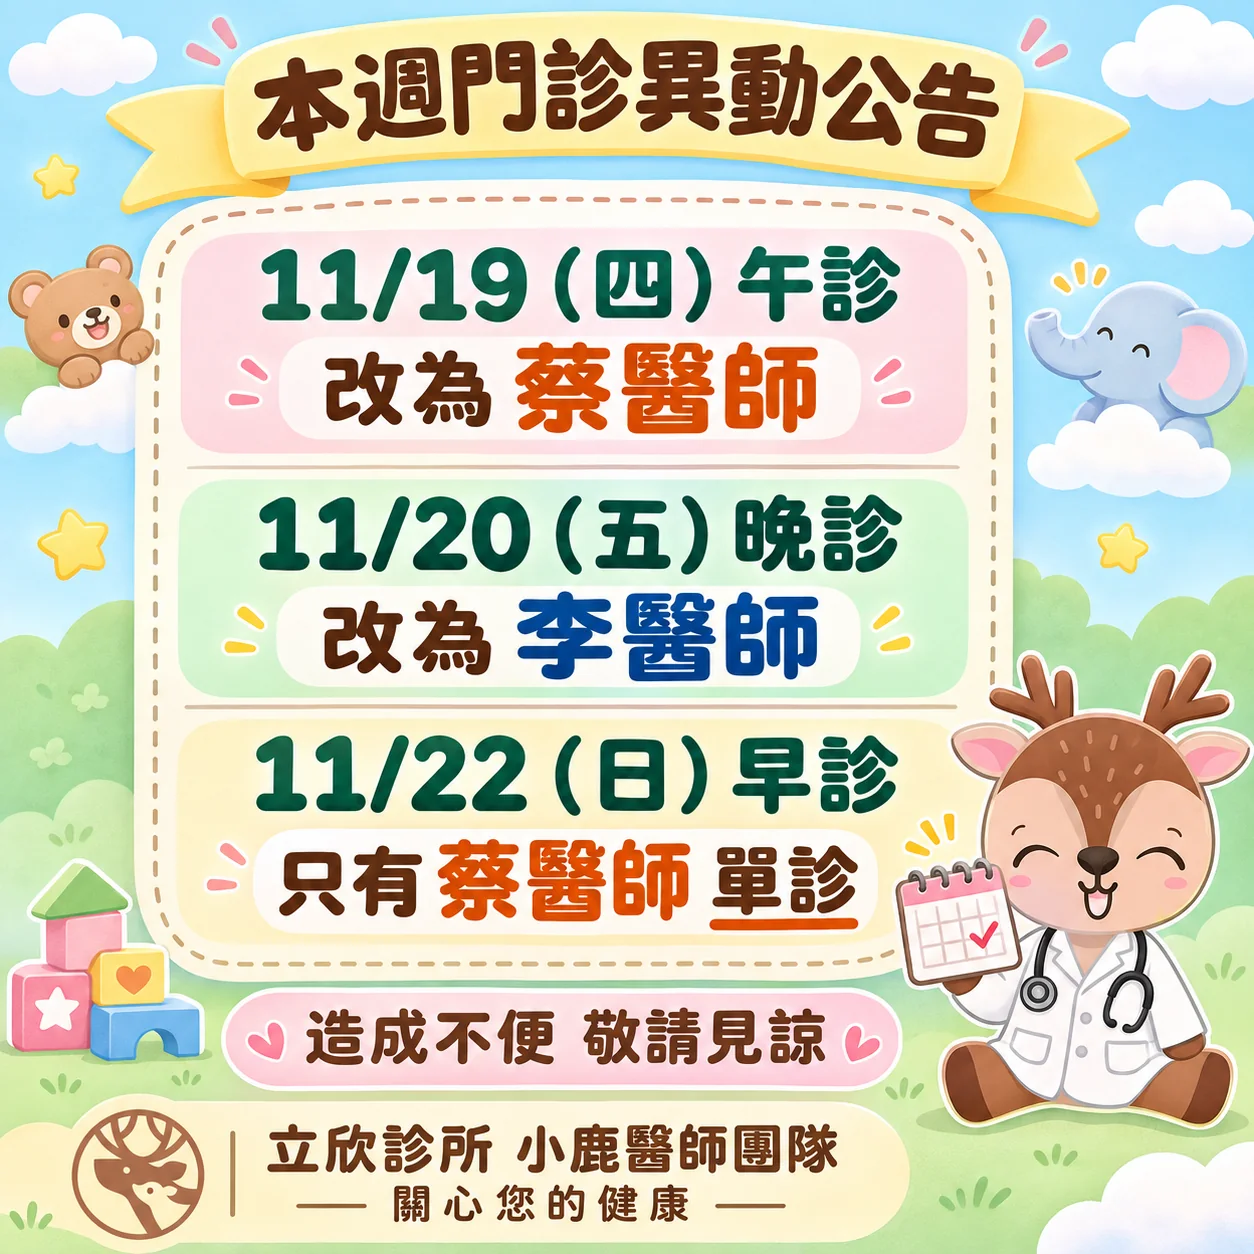 本週門診異動公告
11/19（四）午診
改為 蔡醫師
11/20（五）晚診
改為 李醫師
11/22（日）早診
只有 蔡醫師 單診
造成不便 敬請見諒
立欣診所 小鹿醫師團隊
關心您的健康